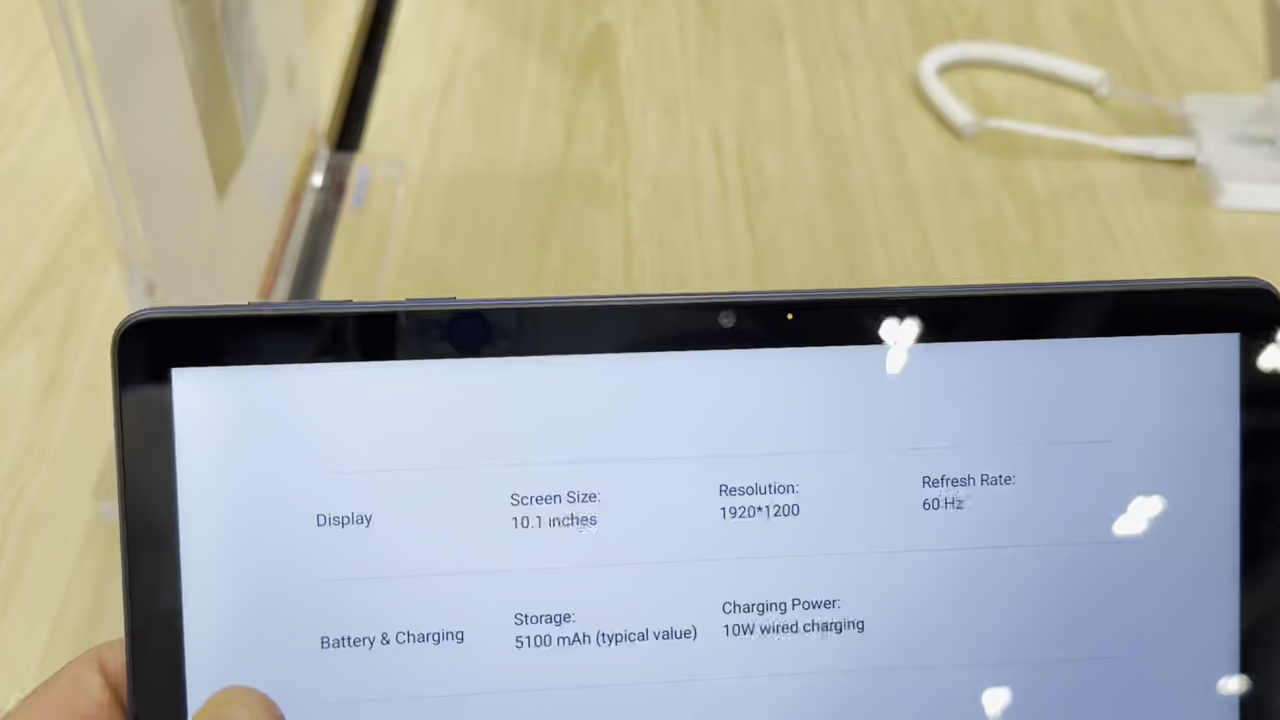 Display
Screen Size:
10.1 inches
Resolution:
1920*1200
Refresh Rate:
60 Hz
Battery & Charging
Storage:
5100 mAh (typical value)
Charging Power:
10W wired charging